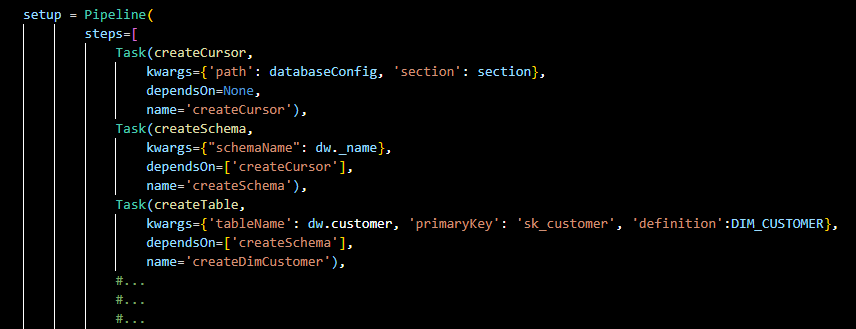 setup = Pipeline(
steps=[
Task(createCursor,
kwargs={'path': databaseConfig, 'section': section},
dependsOn=None,
name='createCursor'),
Task(createSchema,
kwargs={"schemaName": dw._name},
dependsOn=['createCursor'],
name='createSchema'),
Task(createTable,
kwargs={'tableName': dw.customer, 'primaryKey': 'sk_customer', 'definition':DIM_CUSTOMER},
dependsOn=['createSchema'],
name='createDimCustomer'),
#...
#...
#...